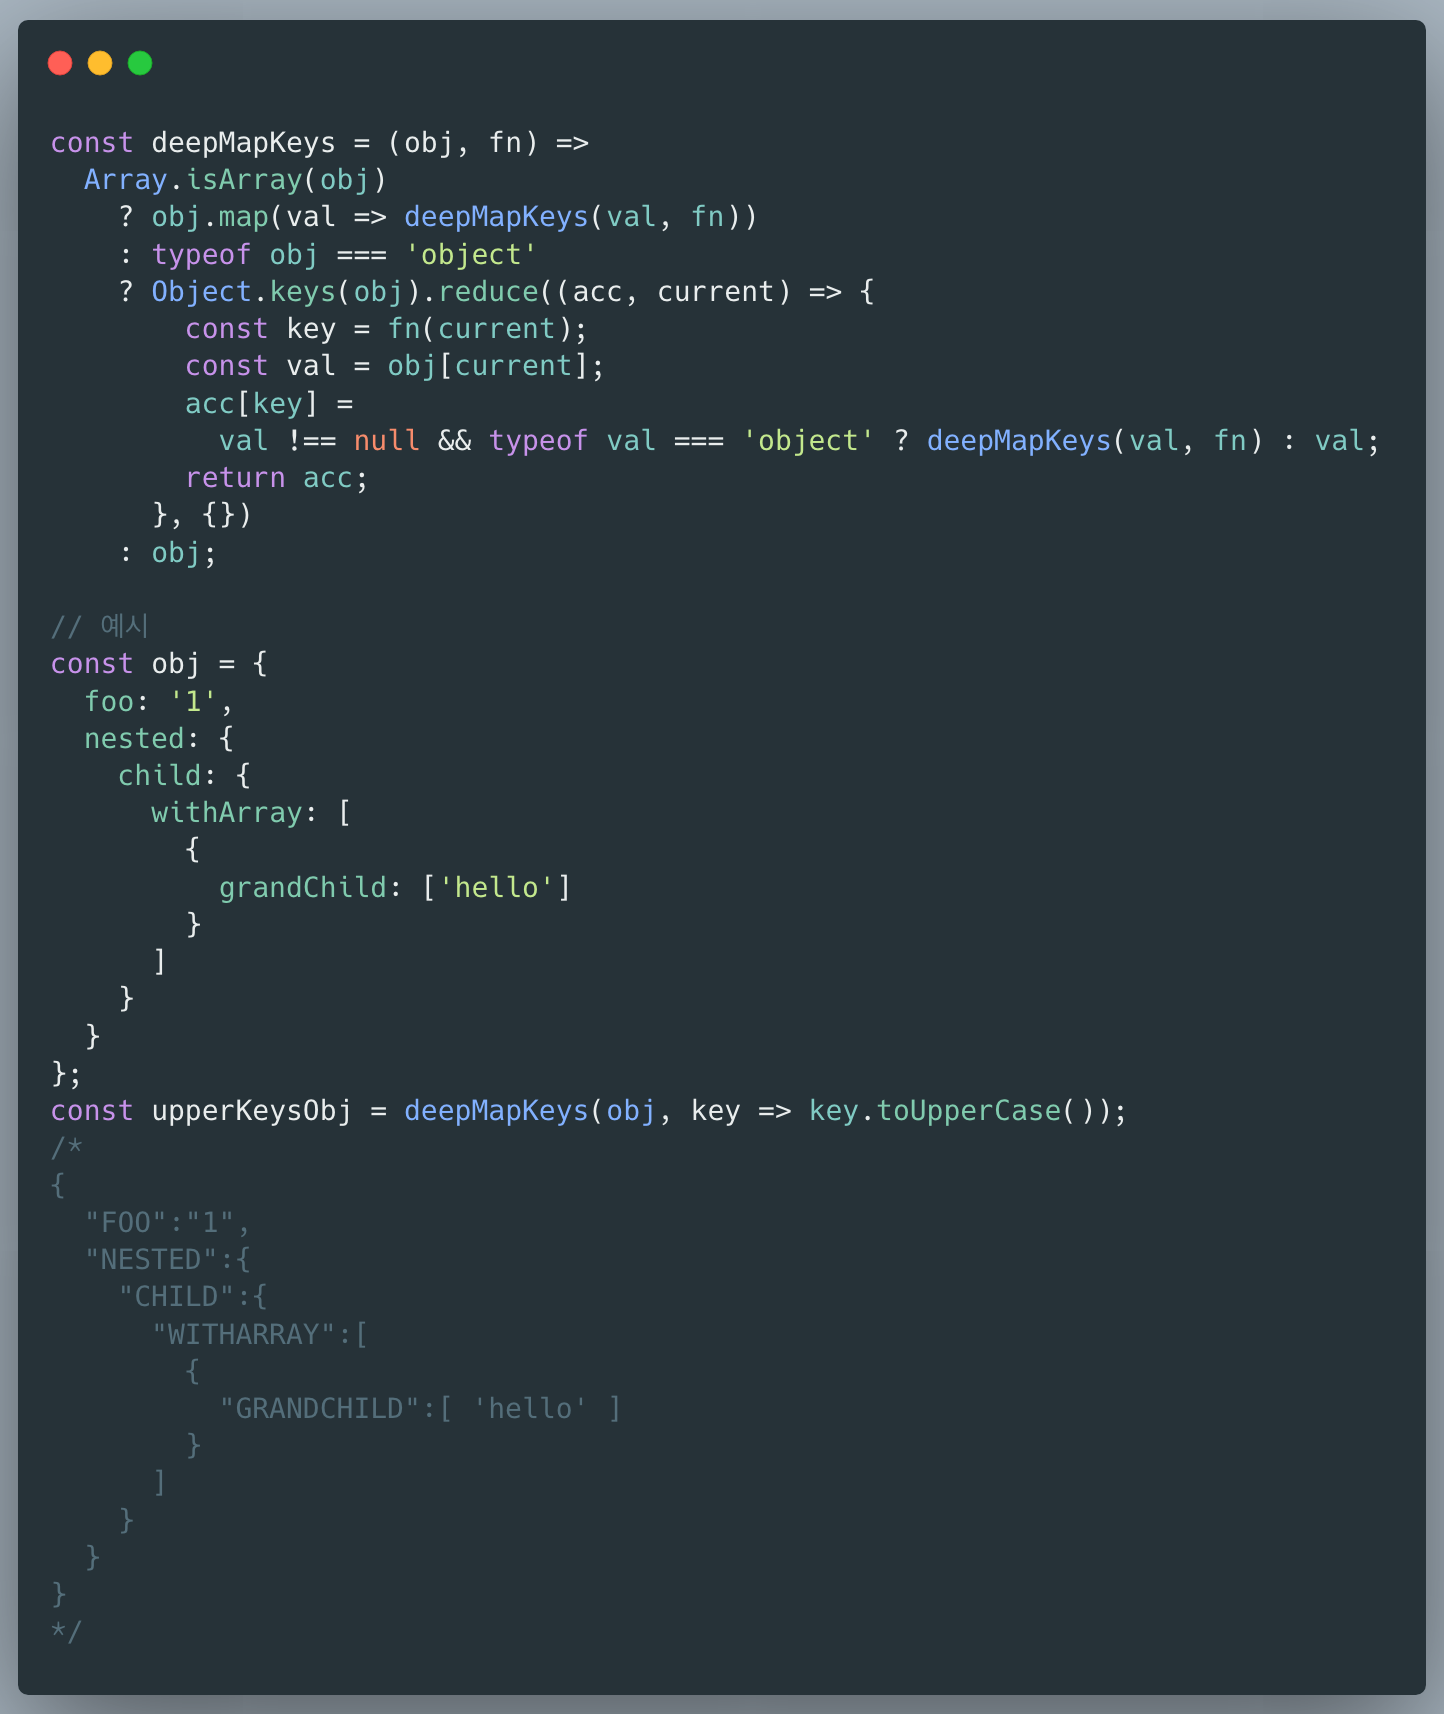 const deepMapKeys = (obj, fn) =>
  Array.isArray(obj)
    ? obj.map(val => deepMapKeys(val, fn))
    : typeof obj === 'object'
    ? Object.keys(obj).reduce((acc, current) => {
        const key = fn(current);
        const val = obj[current];
        acc[key] =
          val !== null && typeof val === 'object' ? deepMapKeys(val, fn) : val;
        return acc;
      }, {})
    : obj;

// 예시
const obj = {
  foo: '1',
  nested: {
    child: {
      withArray: [
        {
          grandChild: ['hello']
        }
      ]
    }
  }
};
const upperKeysObj = deepMapKeys(obj, key => key.toUpperCase());
/*
{
  "FOO":"1",
  "NESTED":{
    "CHILD":{
      "WITHARRAY":[
        {
          "GRANDCHILD":[ 'hello' ]
        }
      ]
    }
  }
}
*/